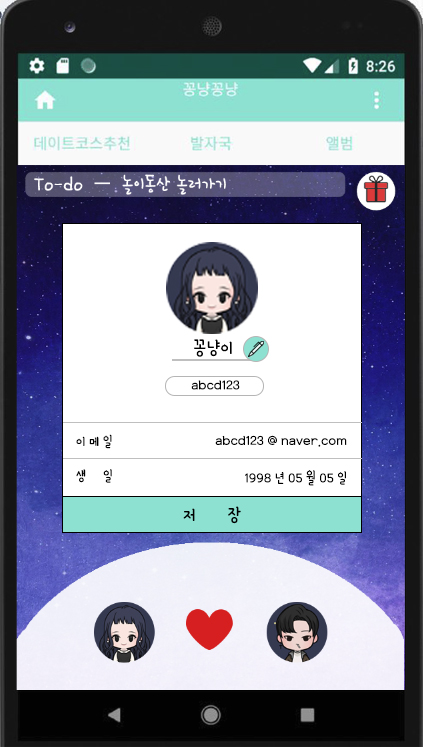 8:26
꽁냥꽁냥
데이트코스추천 발자국 앨범
To-do — . 놀이동산 놀러가기
꽁냥이
abcd123
이메일 abcd123 @ naver.com
생 일 1998 년 05 월 05 일
저 장